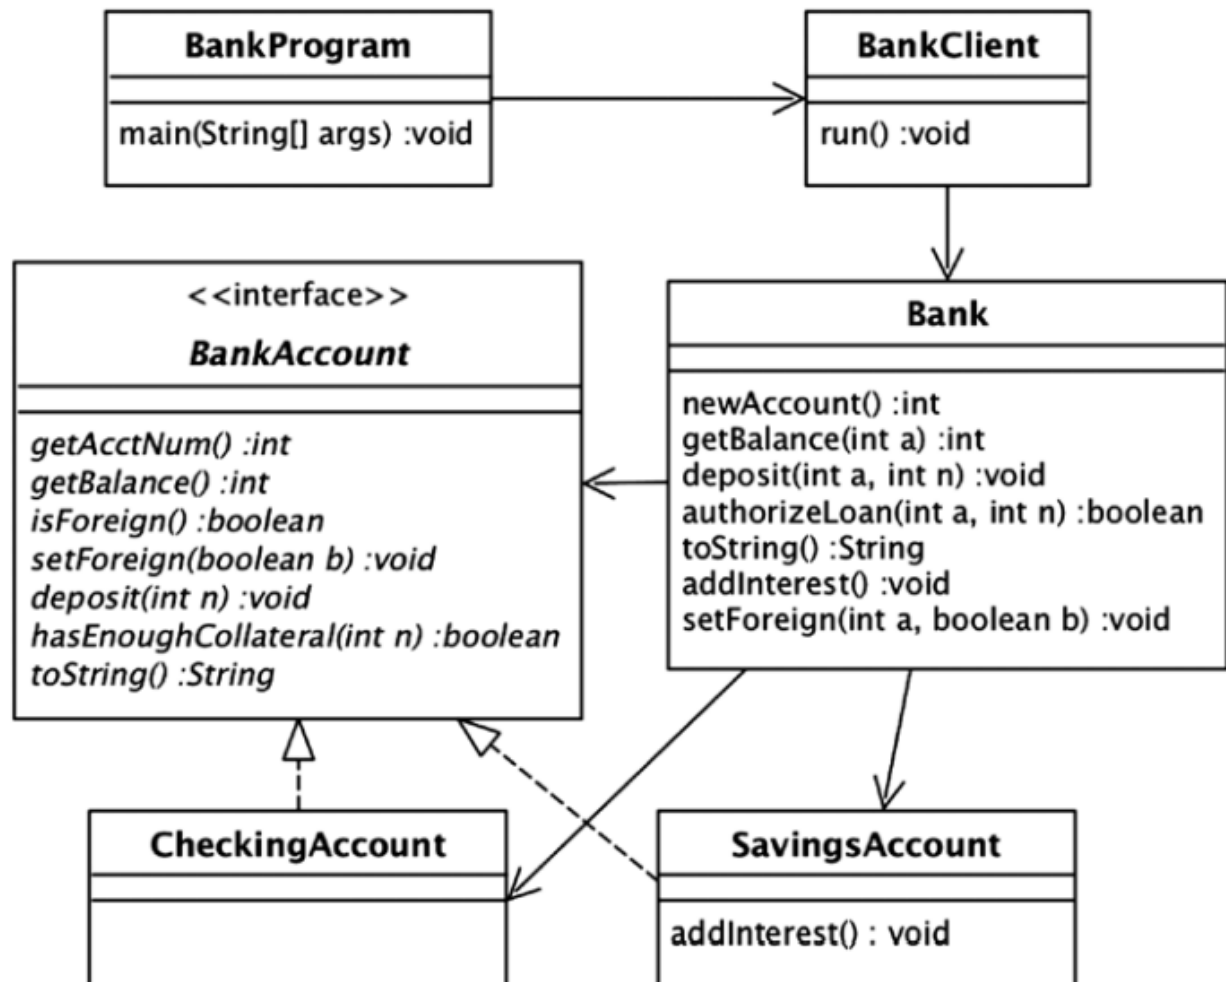 BankProgram
main(String[] args) :void
BankClient
run() :void
<<interface>>
BankAccount
getAcctNum() :int
getBalance() :int
isForeign() :boolean
setForeign(boolean b) :void
deposit(int n) :void
hasEnoughCollateral(int n) :boolean
toString() :String
Bank
newAccount() :int
getBalance(int a) :int
deposit(int a, int n) :void
authorizeLoan(int a, int n) :boolean
toString() :String
addInterest() :void
setForeign(int a, boolean b) :void
CheckingAccount
SavingsAccount
addInterest() : void